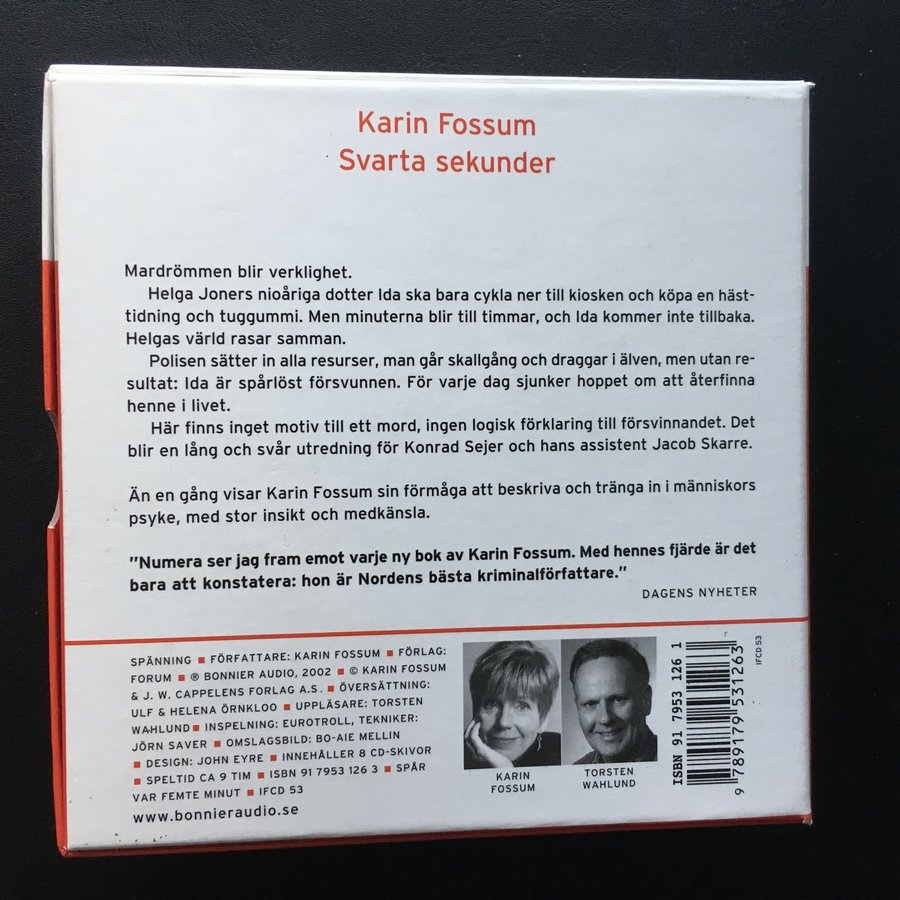 Karin Fossum
Svarta sekunder
Mardrömmen blir verklighet.
Helga Joners nioåriga dotter Ida ska bara cykla ner till kiosken och köpa en häst-
tidning och tuggummi. Men minuterna blir till timmar, och Ida kommer inte tillbaka.
Helgas värld rasar samman.
Polisen sätter in alla resurser, man går skallgång och draggar i älven, men utan re-
sultat: Ida är spårlöst försvunnen. För varje dag sjunker hoppet om att återfinna
henne i livet.
Här finns inget motiv till ett mord, ingen logisk förklaring till försvinnandet. Det
blir en lång och svår utredning för Konrad Sejer och hans assistent Jacob Skarre.
Än en gång visar Karin Fossum sin förmåga att beskriva och tränga in i människors
psyke, med stor insikt och medkänsla.
"Numera ser jag fram emot varje ny bok av Karin Fossum. Med hennes fjärde är det
bara att konstatera: hon är Nordens bästa kriminalförfattare."
DAGENS NYHETER
SPÄNNING ■ FÖRFATTARE: KARIN FOSSUM ■ FÖRLAG:
FORUM ■ ® BONNIER AUDIO, 2002 ■ © KARIN FOSSUM
& J. W. CAPPELENS FORLAG A.S. ■ ÖVERSÄTTNING:
ULF & HELENA ÖRNKLOO ■ UPPLÄSARE: TORSTEN
WAHLUND ■ INSPELNING: EUROTROLL, TEKNIKER:
JÖRN SAVER ■ OMSLAGSBILD: BO-AIE MELLIN
■ DESIGN: JOHN EYRE ■ INNEHÅLLER 8 CD-SKIVOR
■ SPELTID CA 9 TIM ■ ISBN 91 7953 126 3 ■ SPÅR
VAR FEMTE MINUT ■ IFCD 53
www.bonnieraudio.se
KARIN
FOSSUM
TORSTEN
WAHLUND
ISBN 91 7953 126 1
9 789179 531263
IFCD 53